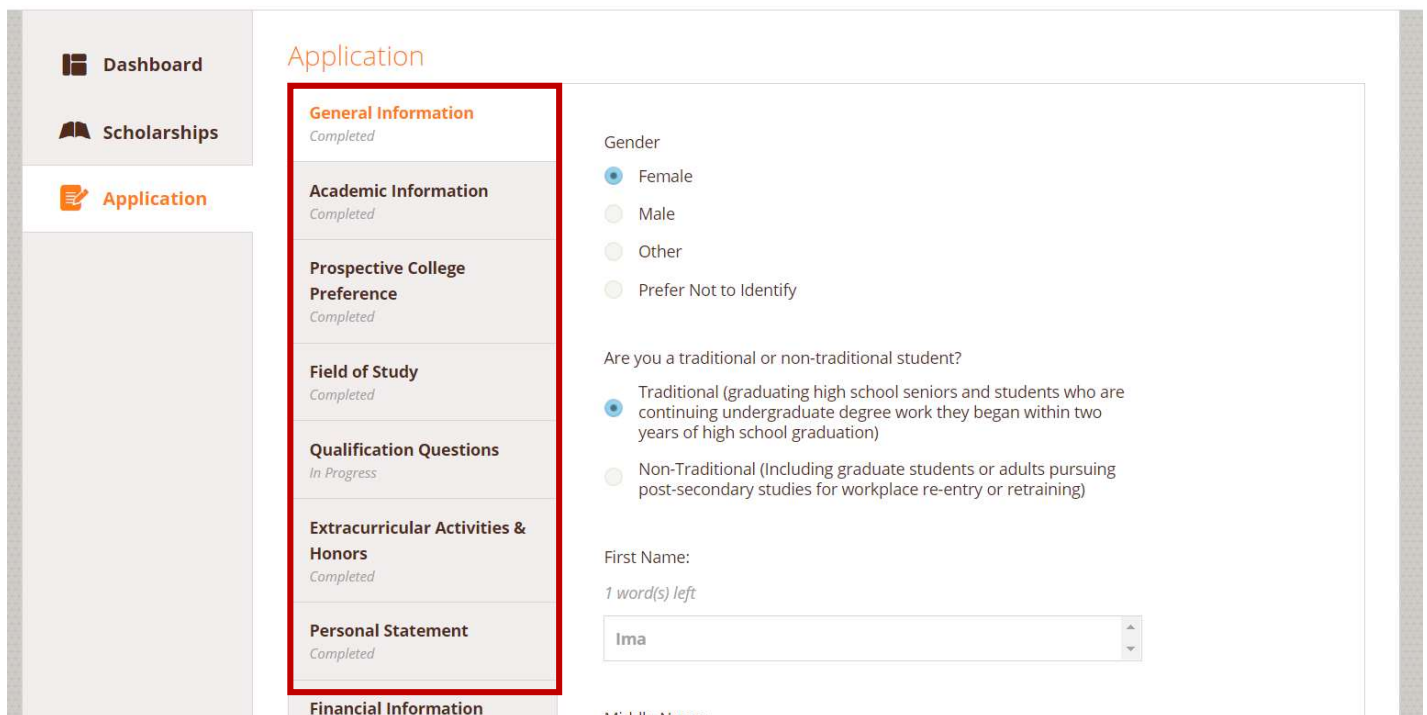 Dashboard
Scholarships
Application
Application
General Information
Completed
Academic Information
Completed
Prospective College
Preference
Completed
Field of Study
Completed
Qualification Questions
In Progress
Extracurricular Activities &
Honors
Completed
Personal Statement
Completed
Financial Information
Gender
Female
Male
Other
Prefer Not to Identify
Are you a traditional or non-traditional student?
Traditional (graduating high school seniors and students who are
continuing undergraduate degree work they began within two
years of high school graduation)
Non-Traditional (Including graduate students or adults pursuing
post-secondary studies for workplace re-entry or retraining)
First Name:
1 word(s) left
Ima